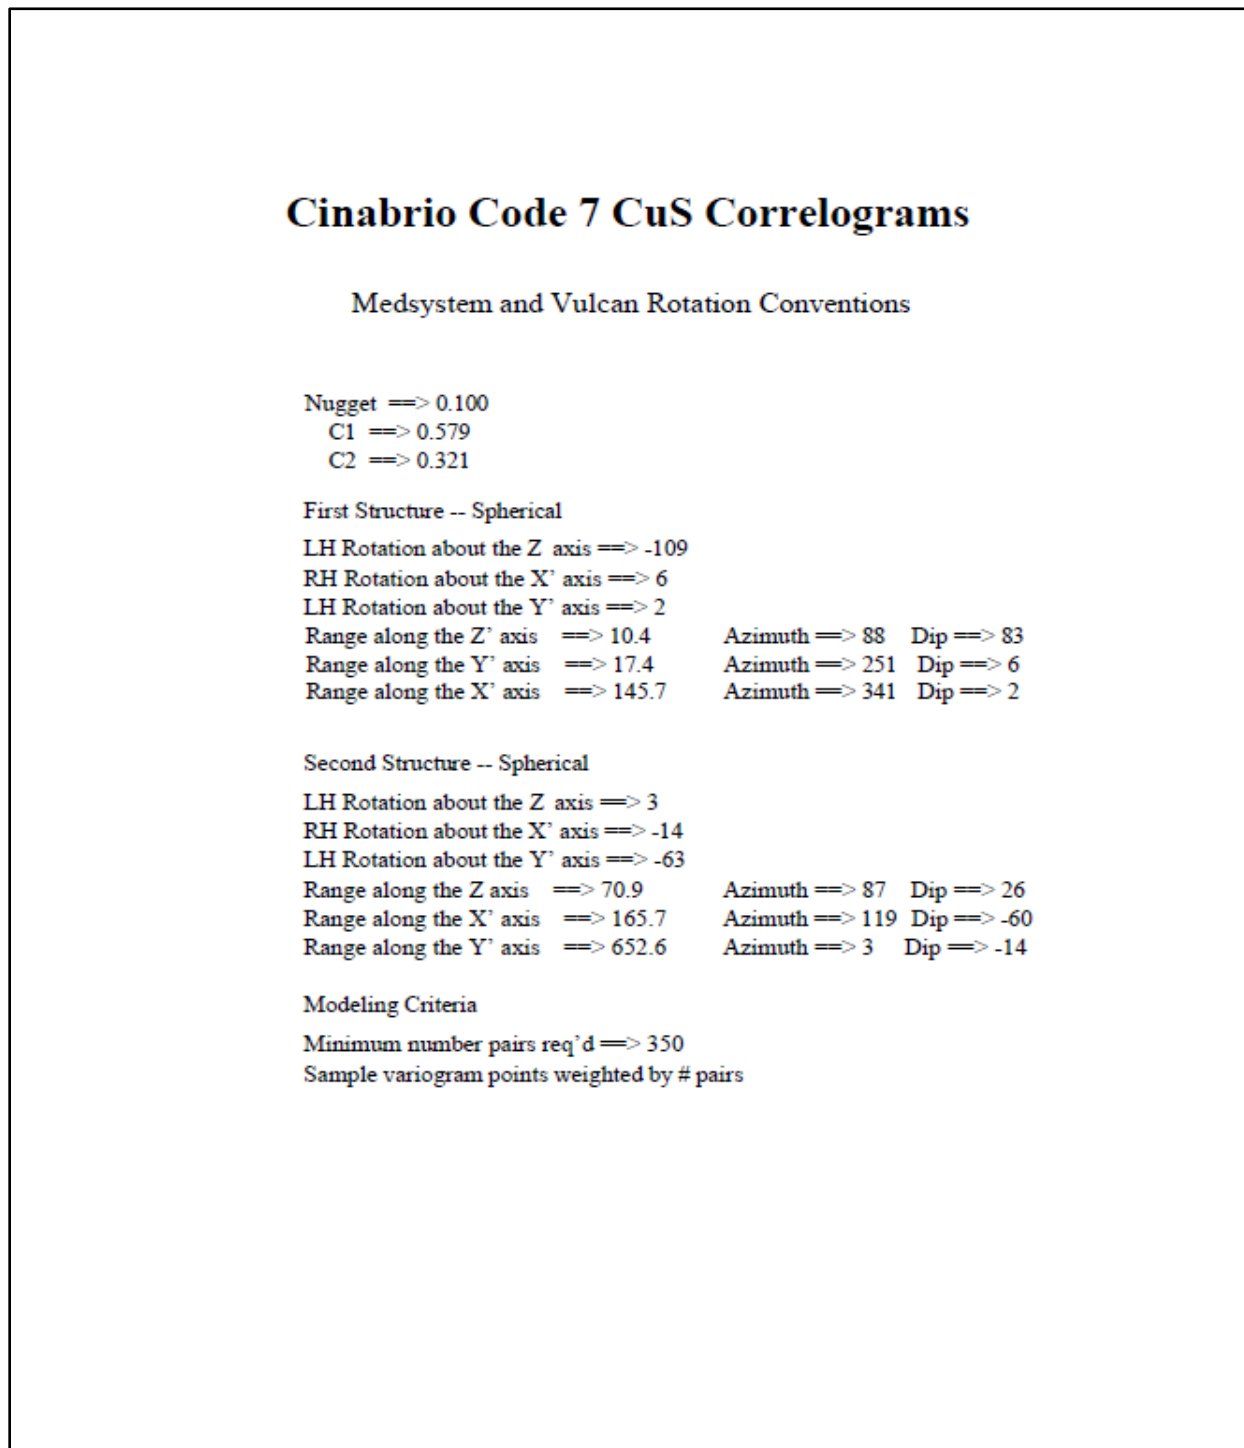 Cinabrio Code 7 CuS Correlograms
Medsystem and Vulcan Rotation Conventions
Nugget ==> 0.100
C1 ==> 0.579
C2 ==> 0.321
First Structure -- Spherical
LH Rotation about the Z axis ==> -109
RH Rotation about the X’ axis ==> 6
LH Rotation about the Y’ axis ==> 2
Range along the Z’ axis ==> 10.4 Azimuth ==> 88 Dip ==> 83
Range along the Y’ axis ==> 17.4 Azimuth ==> 251 Dip ==> 6
Range along the X’ axis ==> 145.7 Azimuth ==> 341 Dip ==> 2
Second Structure -- Spherical
LH Rotation about the Z axis ==> 3
RH Rotation about the X’ axis ==> -14
LH Rotation about the Y’ axis ==> -63
Range along the Z axis ==> 70.9 Azimuth ==> 87 Dip ==> 26
Range along the X’ axis ==> 165.7 Azimuth ==> 119 Dip ==> -60
Range along the Y’ axis ==> 652.6 Azimuth ==> 3 Dip ==> -14
Modeling Criteria
Minimum number pairs req’d ==> 350
Sample variogram points weighted by # pairs